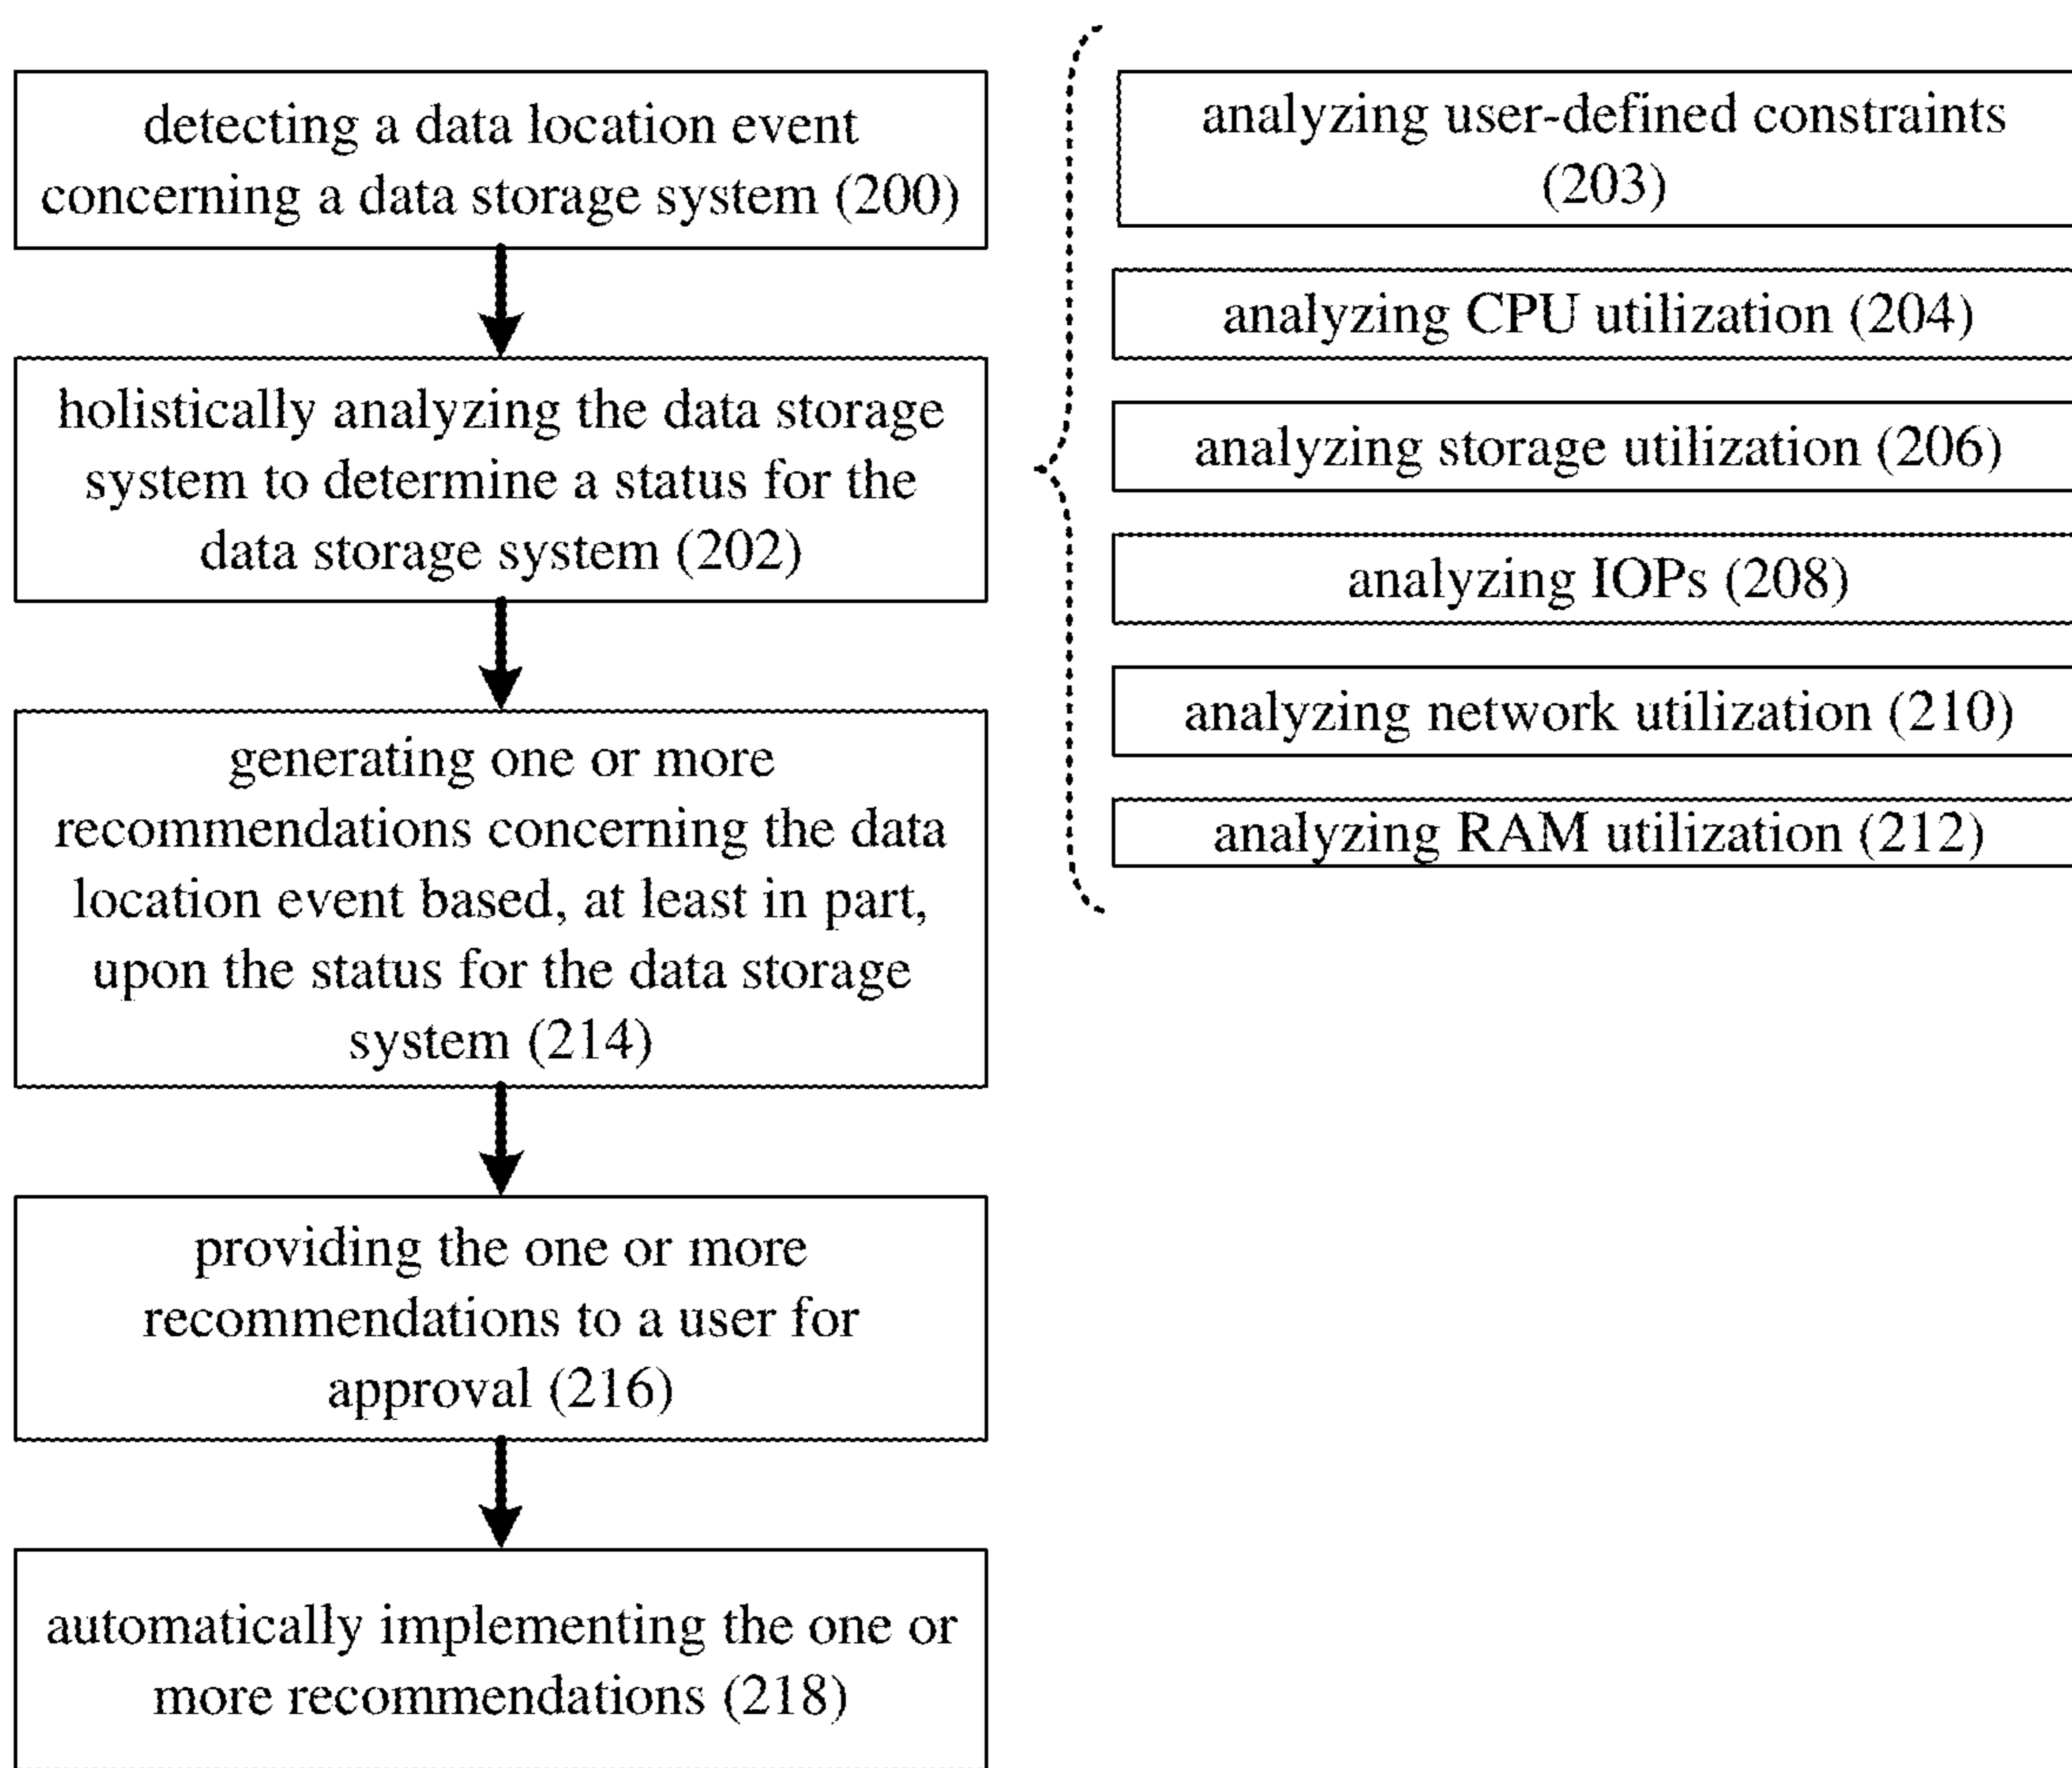 detecting a data location event
concerning a data storage system (200)
holistically analyzing the data storage
system to determine a status for the
data storage system (202)
generating one or more
recommendations concerning the data
location event based, at least in part,
upon the status for the data storage
system (214)
providing the one or more
recommendations to a user for
approval (216)
automatically implementing the one or
more recommendations (218)
analyzing user-defined constraints
(203)
analyzing CPU utilization (204)
analyzing storage utilization (206)
analyzing IOPs (208)
analyzing network utilization (210)
analyzing RAM utilization (212)